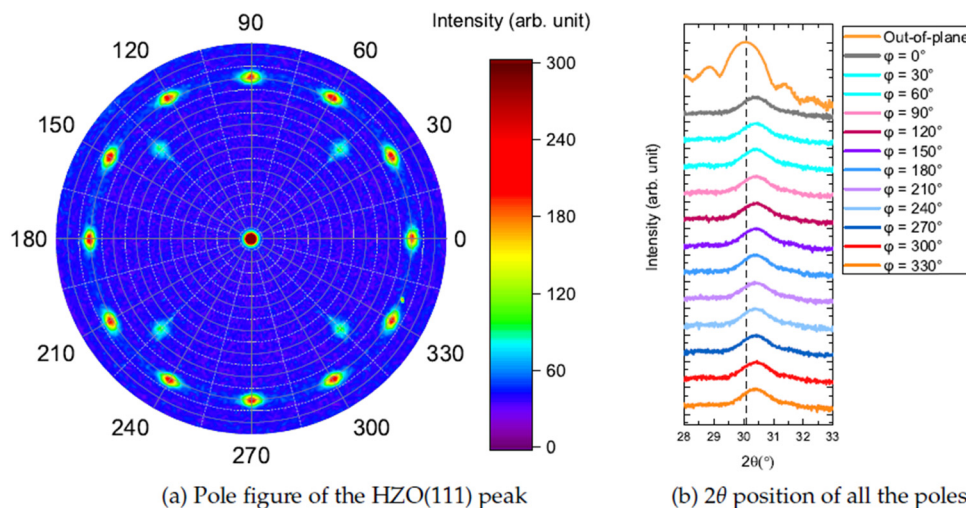 Intensity (arb. unit)
90
120
60
150
30
180
0
210
330
240
300
270
300
240
180
120
60
0
(a) Pole figure of the HZO(111) peak
Intensity (arb. unit)
28 29 30 31 32 33
2θ(°)
Out-of-plane
φ = 0°
φ = 30°
φ = 60°
φ = 90°
φ = 120°
φ = 150°
φ = 180°
φ = 210°
φ = 240°
φ = 270°
φ = 300°
φ = 330°
(b) 2θ position of all the poles